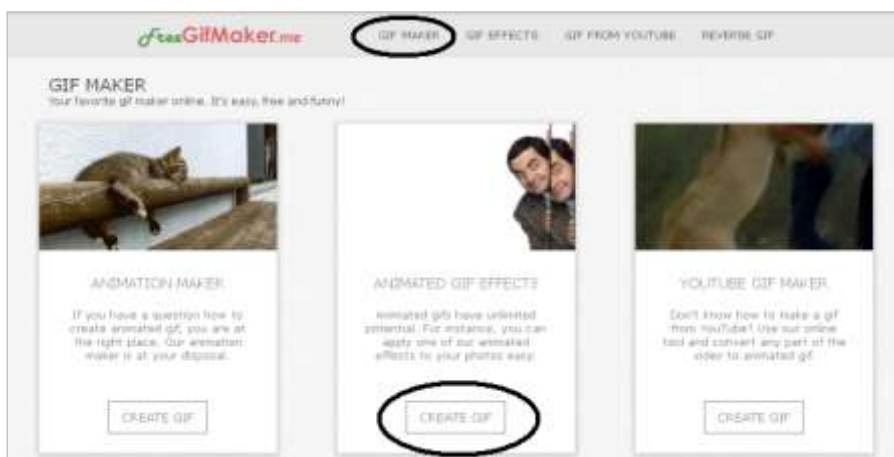 FreeGifMaker.me
GIF MAKER GIF EFFECTS GIF FROM YOUTUBE REVERSE GIF
GIF MAKER
Your favorite gif maker online. It's easy, free and funny!
ANIMATION MAKER
If you have a question how to
create animated gif, you are at
the right place. Our animation
maker is at your disposal.
CREATE GIF
ANIMATED GIF EFFECTS
Animated gifs have unlimited
potential. For instance, you can
apply one of our animated
effects to your photos easy.
CREATE GIF
YOUTUBE GIF MAKER
Don't know how to make a gif
from YouTube? Use our online
tool and convert any part of the
video to animated gif.
CREATE GIF